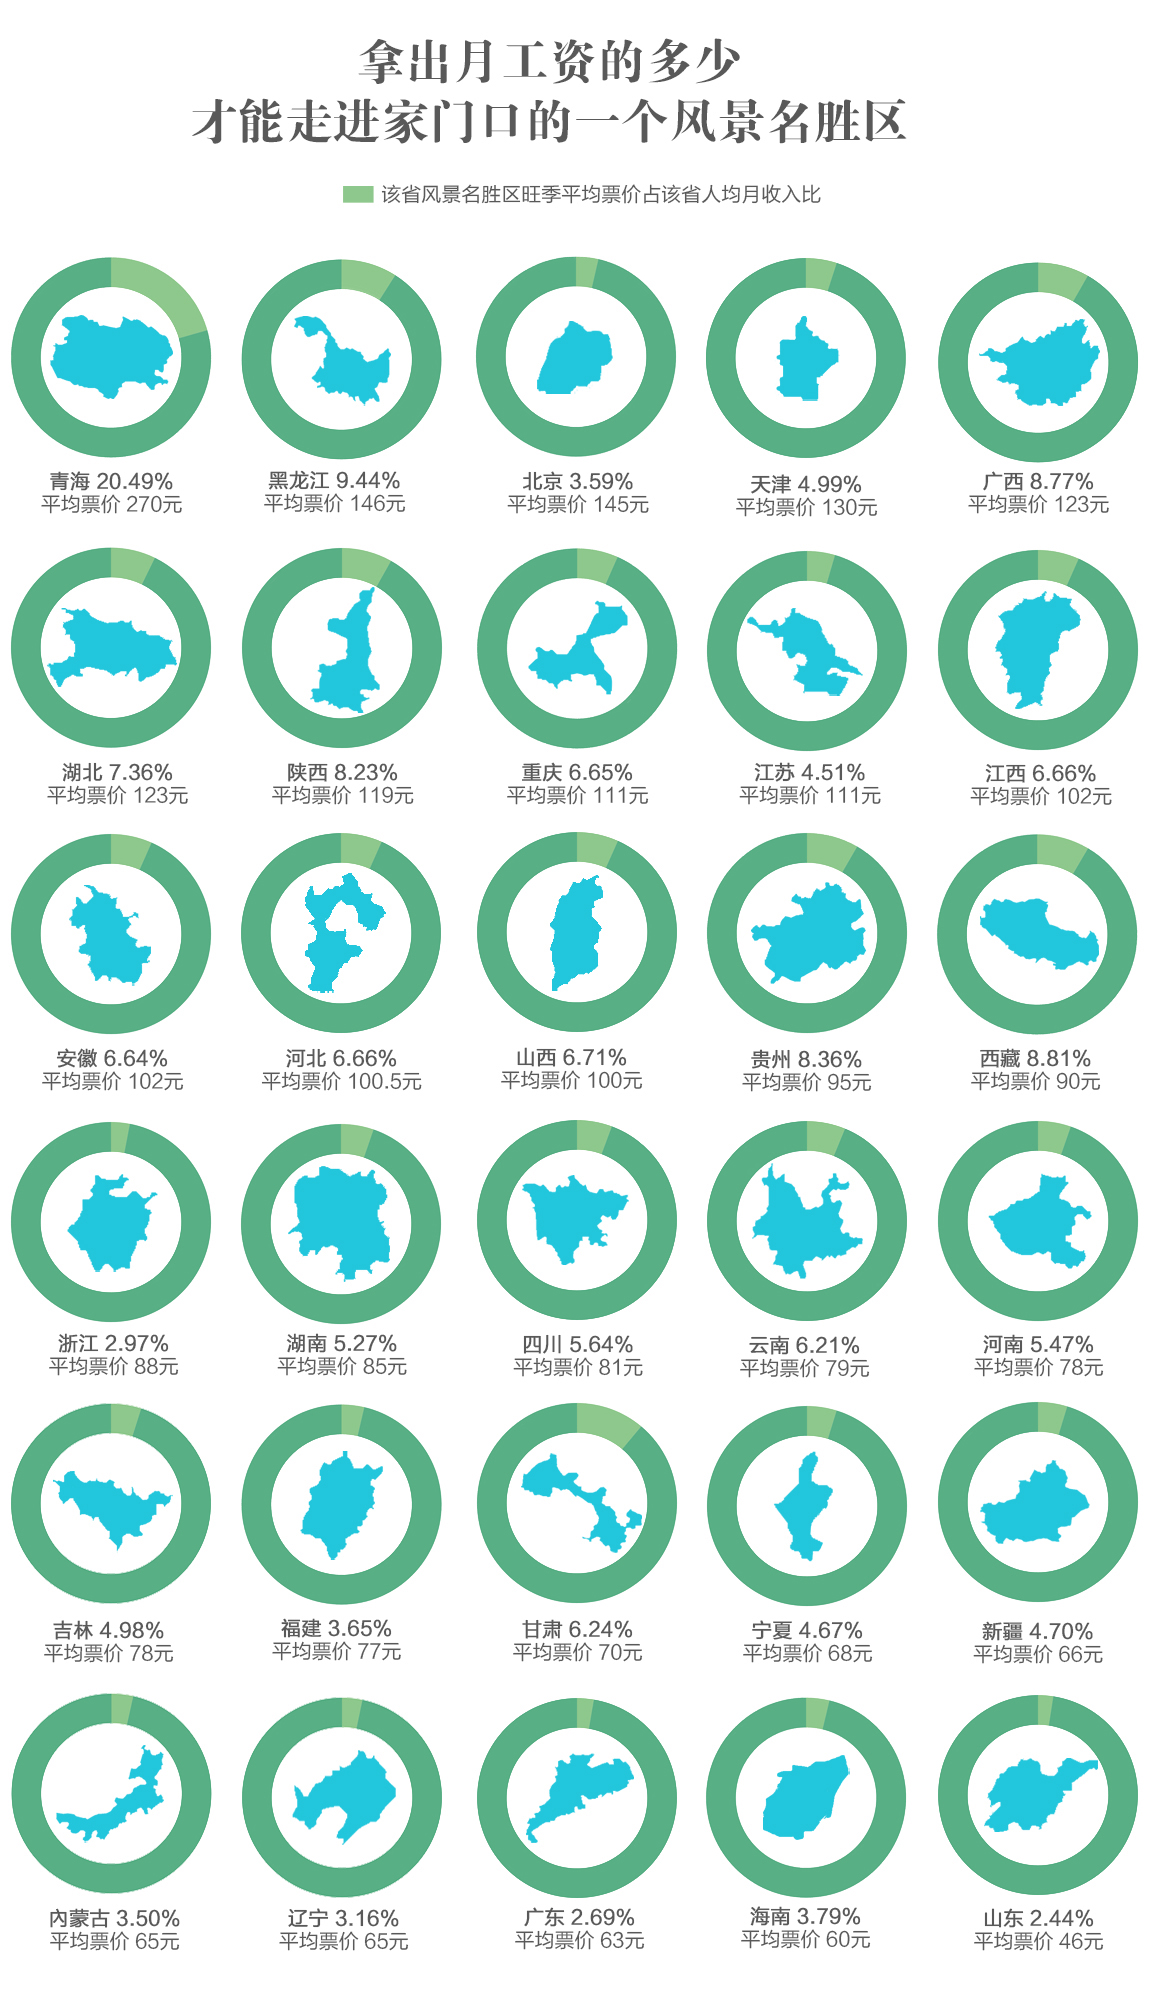 拿出月工资的多少
才能走进家门口的一个风景名胜区
该省风景名胜区旺季平均票价占该省人均月收入比
青海 20.49%
平均票价 270元
黑龙江 9.44%
平均票价 146元
北京 3.59%
平均票价 145元
天津 4.99%
平均票价 130元
广西 8.77%
平均票价 123元
湖北 7.36%
平均票价 123元
陕西 8.23%
平均票价 119元
重庆 6.65%
平均票价 111元
江苏 4.51%
平均票价 111元
江西 6.66%
平均票价 102元
安徽 6.64%
平均票价 102元
河北 6.66%
平均票价 100.5元
山西 6.71%
平均票价 100元
贵州 8.36%
平均票价 95元
西藏 8.81%
平均票价 90元
浙江 2.97%
平均票价 88元
湖南 5.27%
平均票价 85元
四川 5.64%
平均票价 81元
云南 6.21%
平均票价 79元
河南 5.47%
平均票价 78元
吉林 4.98%
平均票价 78元
福建 3.65%
平均票价 77元
甘肃 6.24%
平均票价 70元
宁夏 4.67%
平均票价 68元
新疆 4.70%
平均票价 66元
內蒙古 3.50%
平均票价 65元
辽宁 3.16%
平均票价 65元
广东 2.69%
平均票价 63元
海南 3.79%
平均票价 60元
山东 2.44%
平均票价 46元